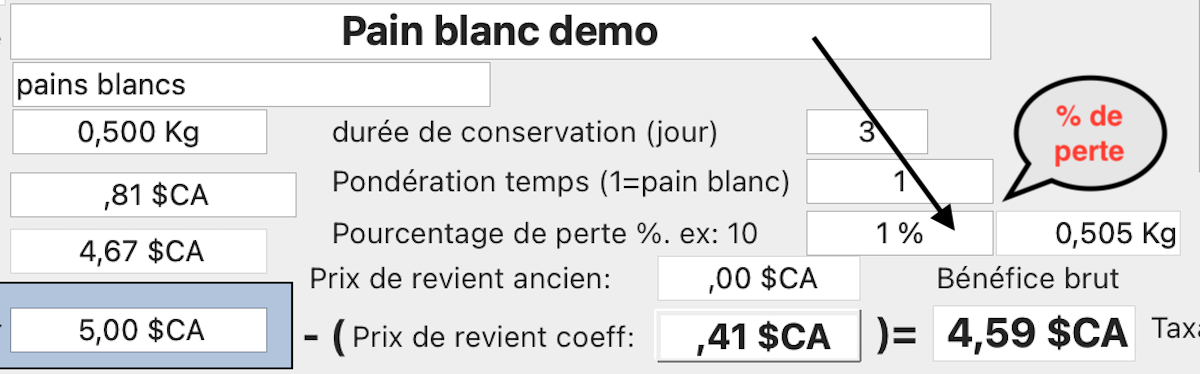 Pain blanc demo
pains blancs
0,500 Kg
durée de conservation (jour)
3
% de
perte
,81 $CA
Pondération temps (1=pain blanc)
1
4,67 $CA
Pourcentage de perte %. ex: 10
1 %
0,505 Kg
Prix de revient ancien:
,00 $CA
Bénéfice brut
5,00 $CA
- ( Prix de revient coeff:
,41 $CA
)=
4,59 $CA